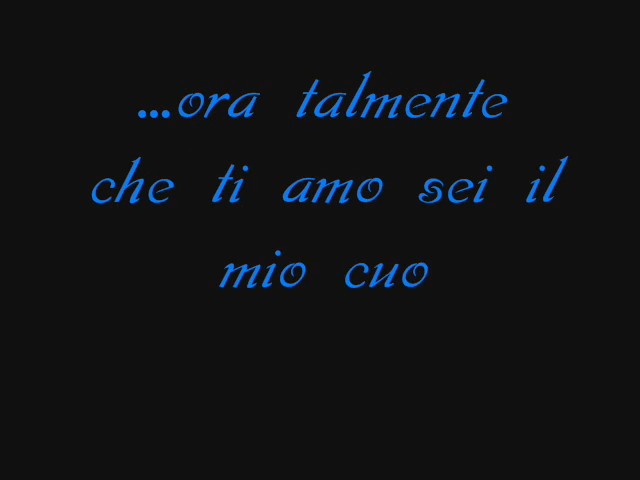 ...ora talmente
che ti amo sei il
mio cuo